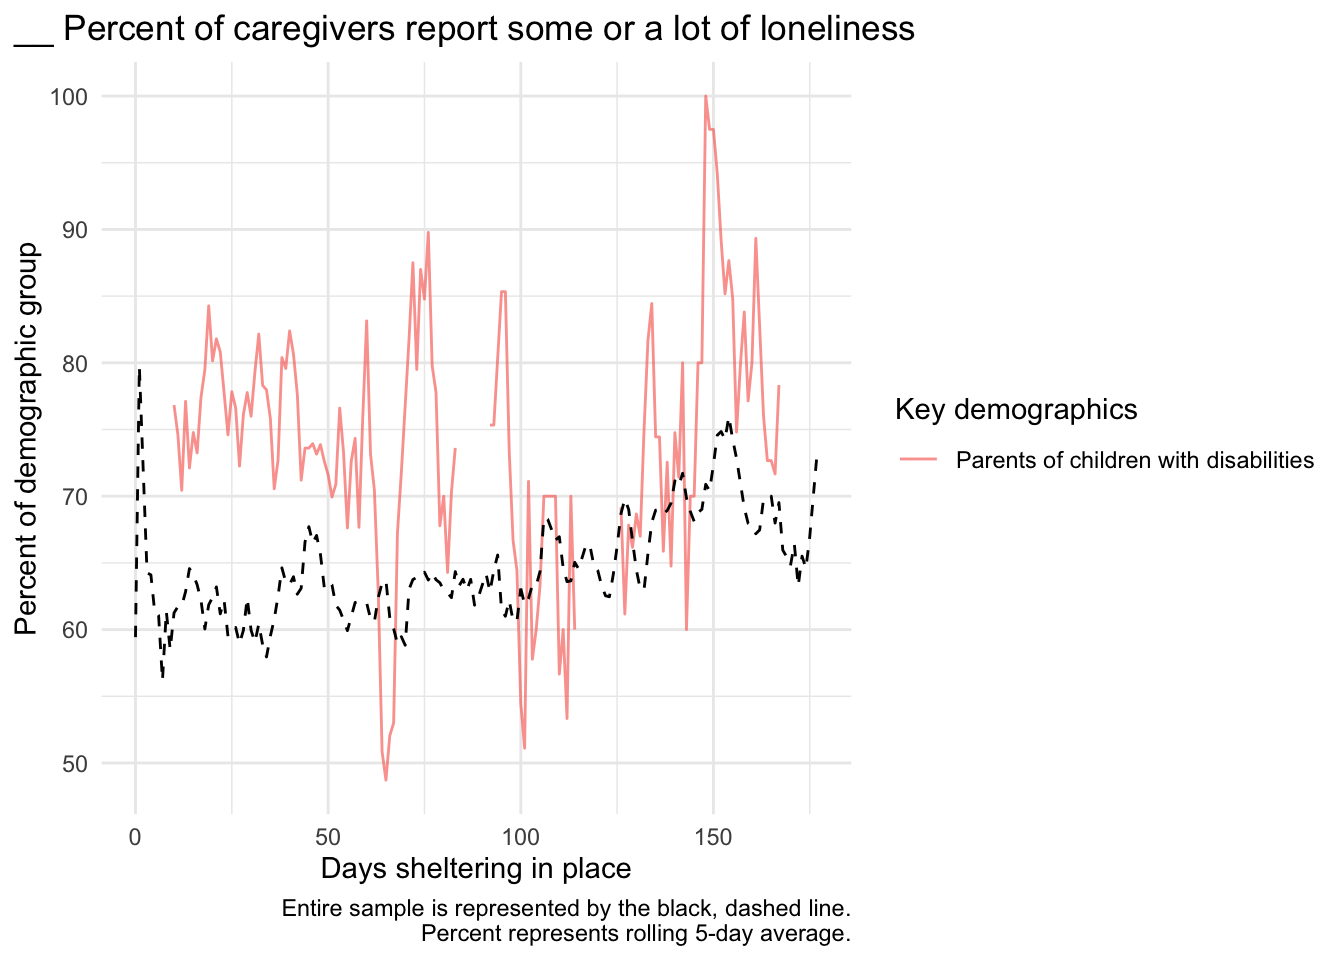 __ Percent of caregivers report some or a lot of loneliness
100
90
80
70
60
50
Percent of demographic group
0 50 100 150
Days sheltering in place
Key demographics
Parents of children with disabilities
Entire sample is represented by the black, dashed line.
Percent represents rolling 5-day average.